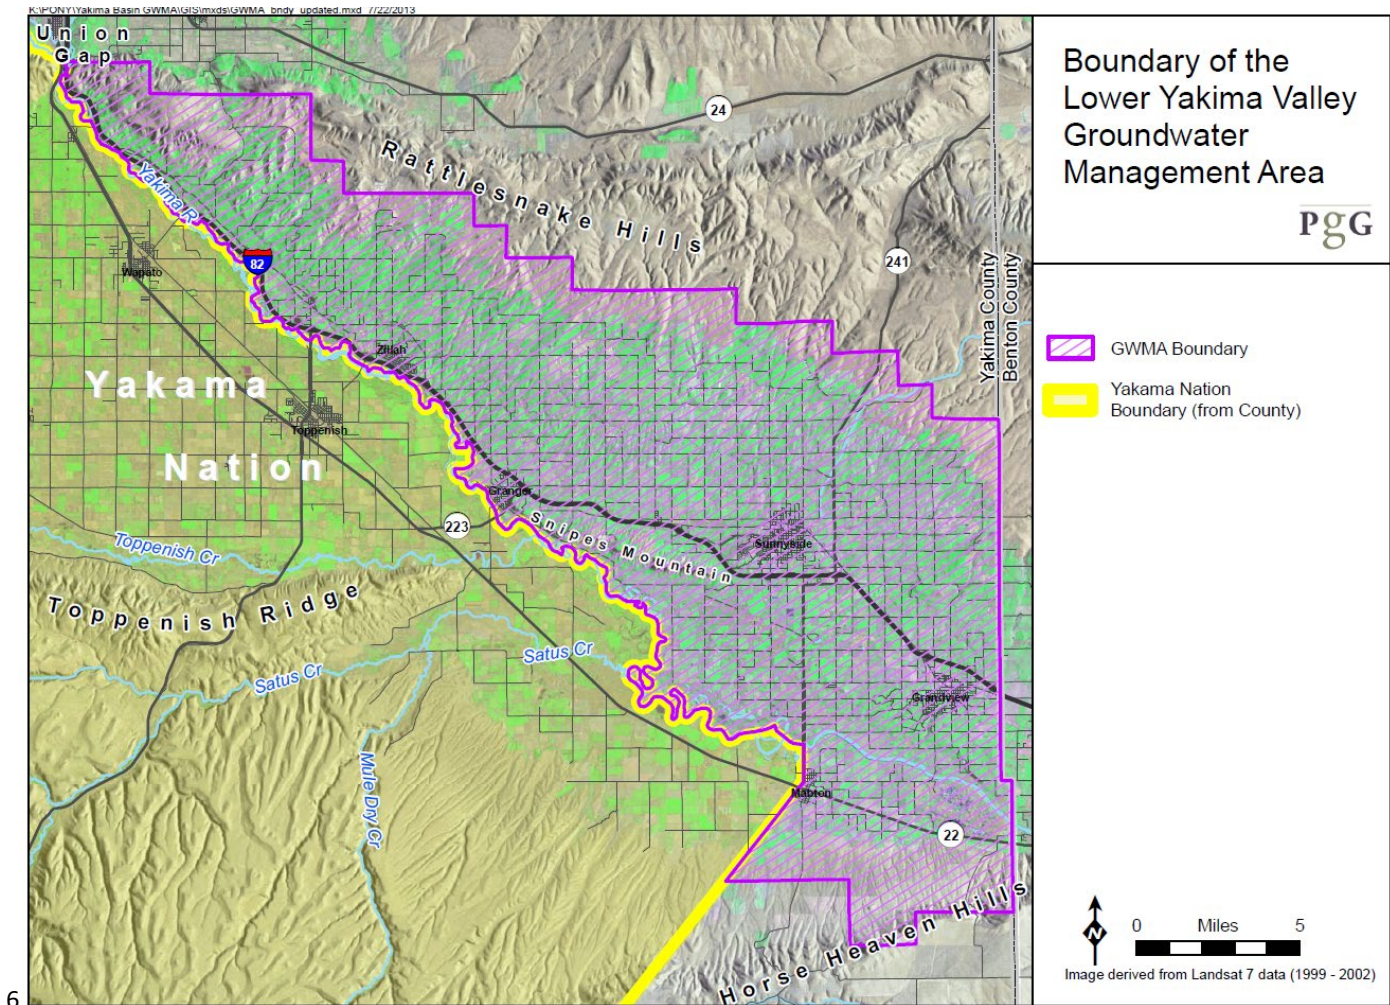 K:\PONY\Yakima Basin GWMA\GIS\mxds\GWMA_bndy_updated.mxd 7/22/2013
Union
Gap
24
Rattlesnake Hills
Yakima R
82
241
Wapato
Zillah
Yakima County
Benton County
Yakama
Nation
Toppenish
Granger
223
Snipes Mountain
Sunnyside
Toppenish Cr
Toppenish Ridge
Satus Cr
Satus Cr
Grandview
Mule Dry Cr
Mabton
22
Horse Heaven Hills
Boundary of the
Lower Yakima Valley
Groundwater
Management Area
PgG
GWMA Boundary
Yakama Nation
Boundary (from County)
N
0 Miles 5
Image derived from Landsat 7 data (1999 - 2002)
6